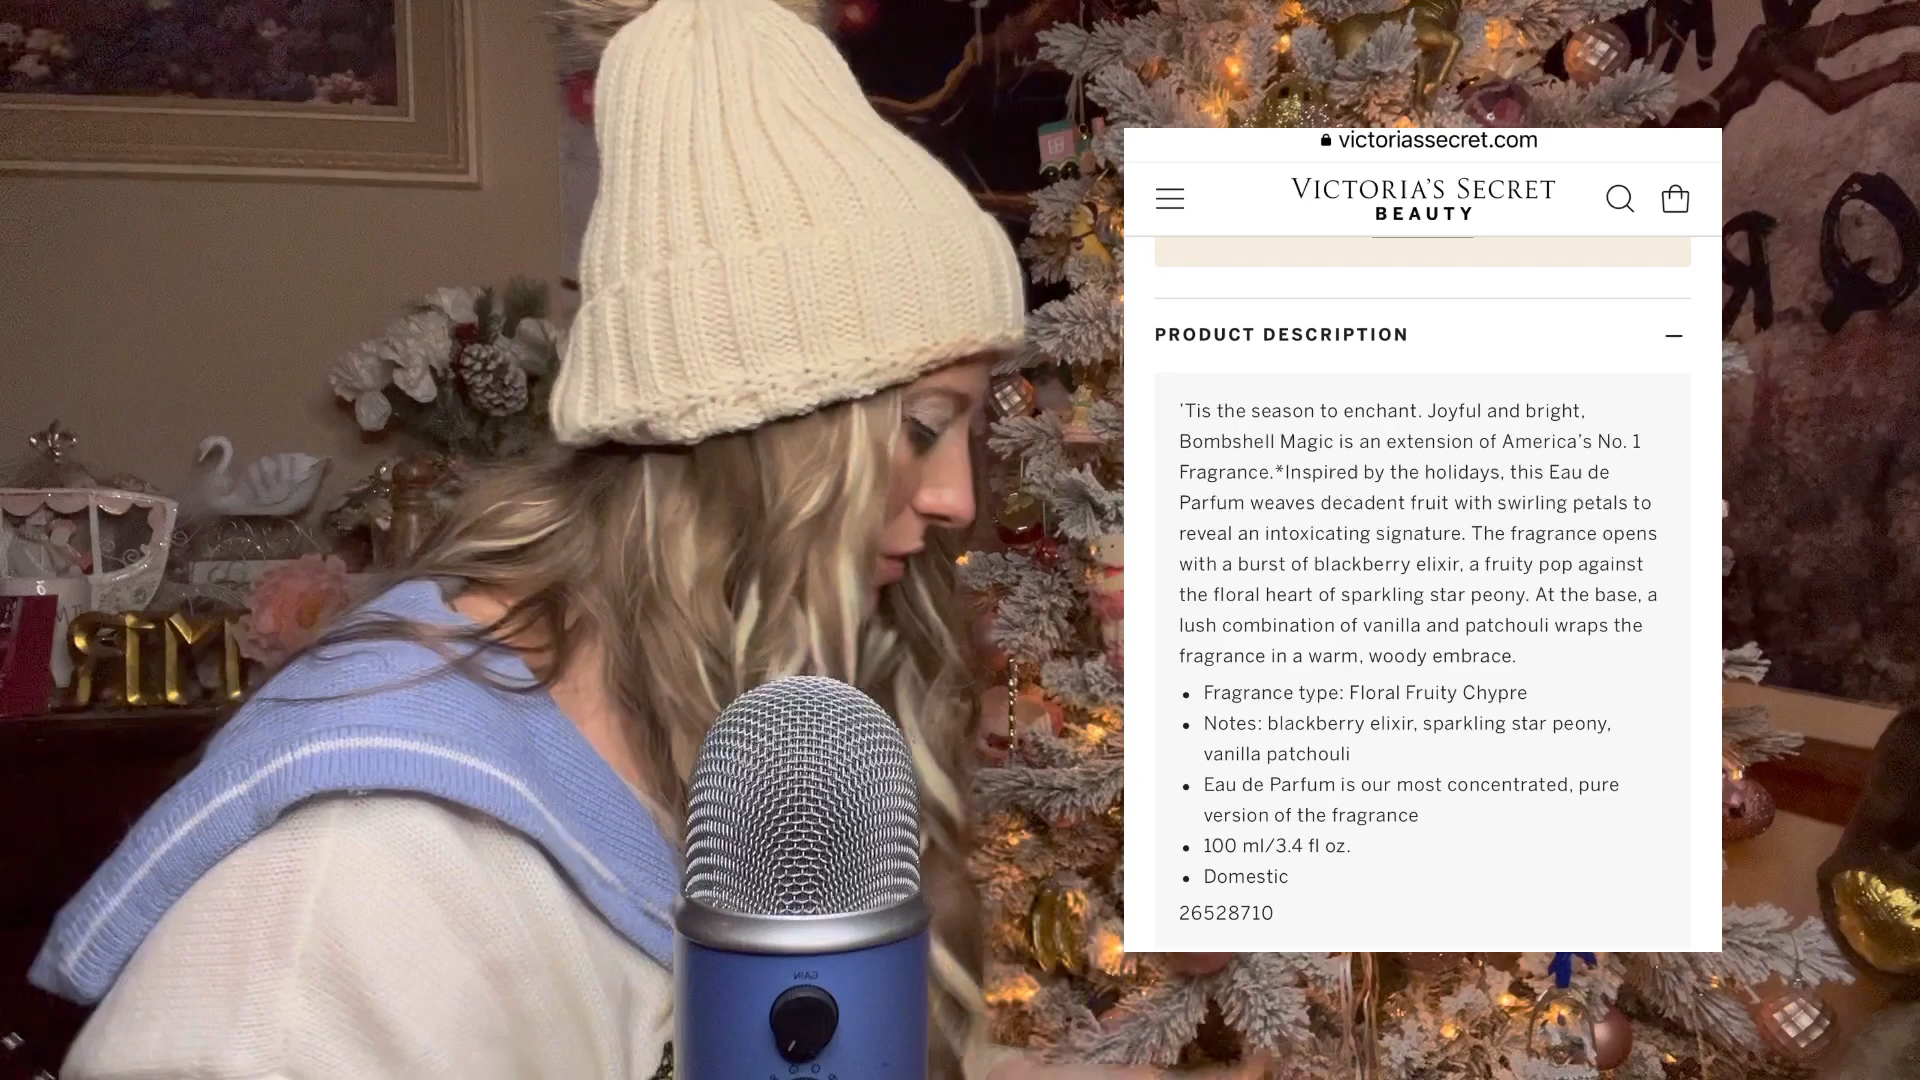 victoriassecret.com
VICTORIA'S SECRET
BEAUTY
PRODUCT DESCRIPTION
'Tis the season to enchant. Joyful and bright,
Bombshell Magic is an extension of America's No. 1
Fragrance.*Inspired by the holidays, this Eau de
Parfum weaves decadent fruit with swirling petals to
reveal an intoxicating signature. The fragrance opens
with a burst of blackberry elixir, a fruity pop against
the floral heart of sparkling star peony. At the base, a
lush combination of vanilla and patchouli wraps the
fragrance in a warm, woody embrace.
• Fragrance type: Floral Fruity Chypre
• Notes: blackberry elixir, sparkling star peony,
vanilla patchouli
• Eau de Parfum is our most concentrated, pure
version of the fragrance
• 100 ml/3.4 fl oz.
• Domestic
26528710
GAIN